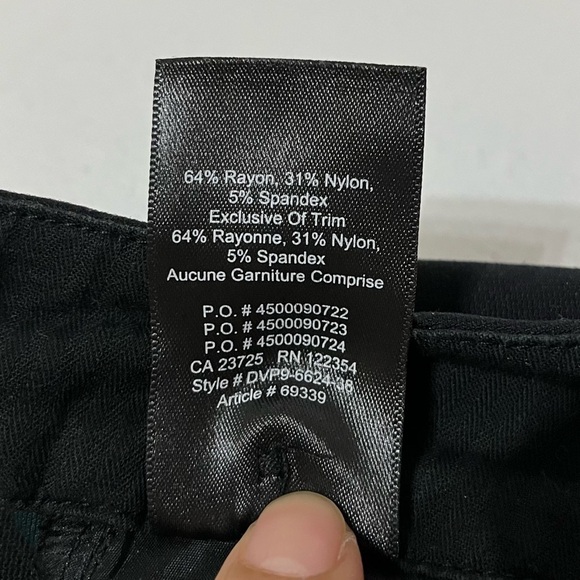 64% Rayon, 31% Nylon,
5% Spandex
Exclusive Of Trim
64% Rayonne, 31% Nylon,
5% Spandex
Aucune Garniture Comprise
P.O. # 4500090722
P.O. # 4500090723
P.O. # 4500090724
CA 23725 RN 122354
Style # DVP9-6624-36
Article # 69339